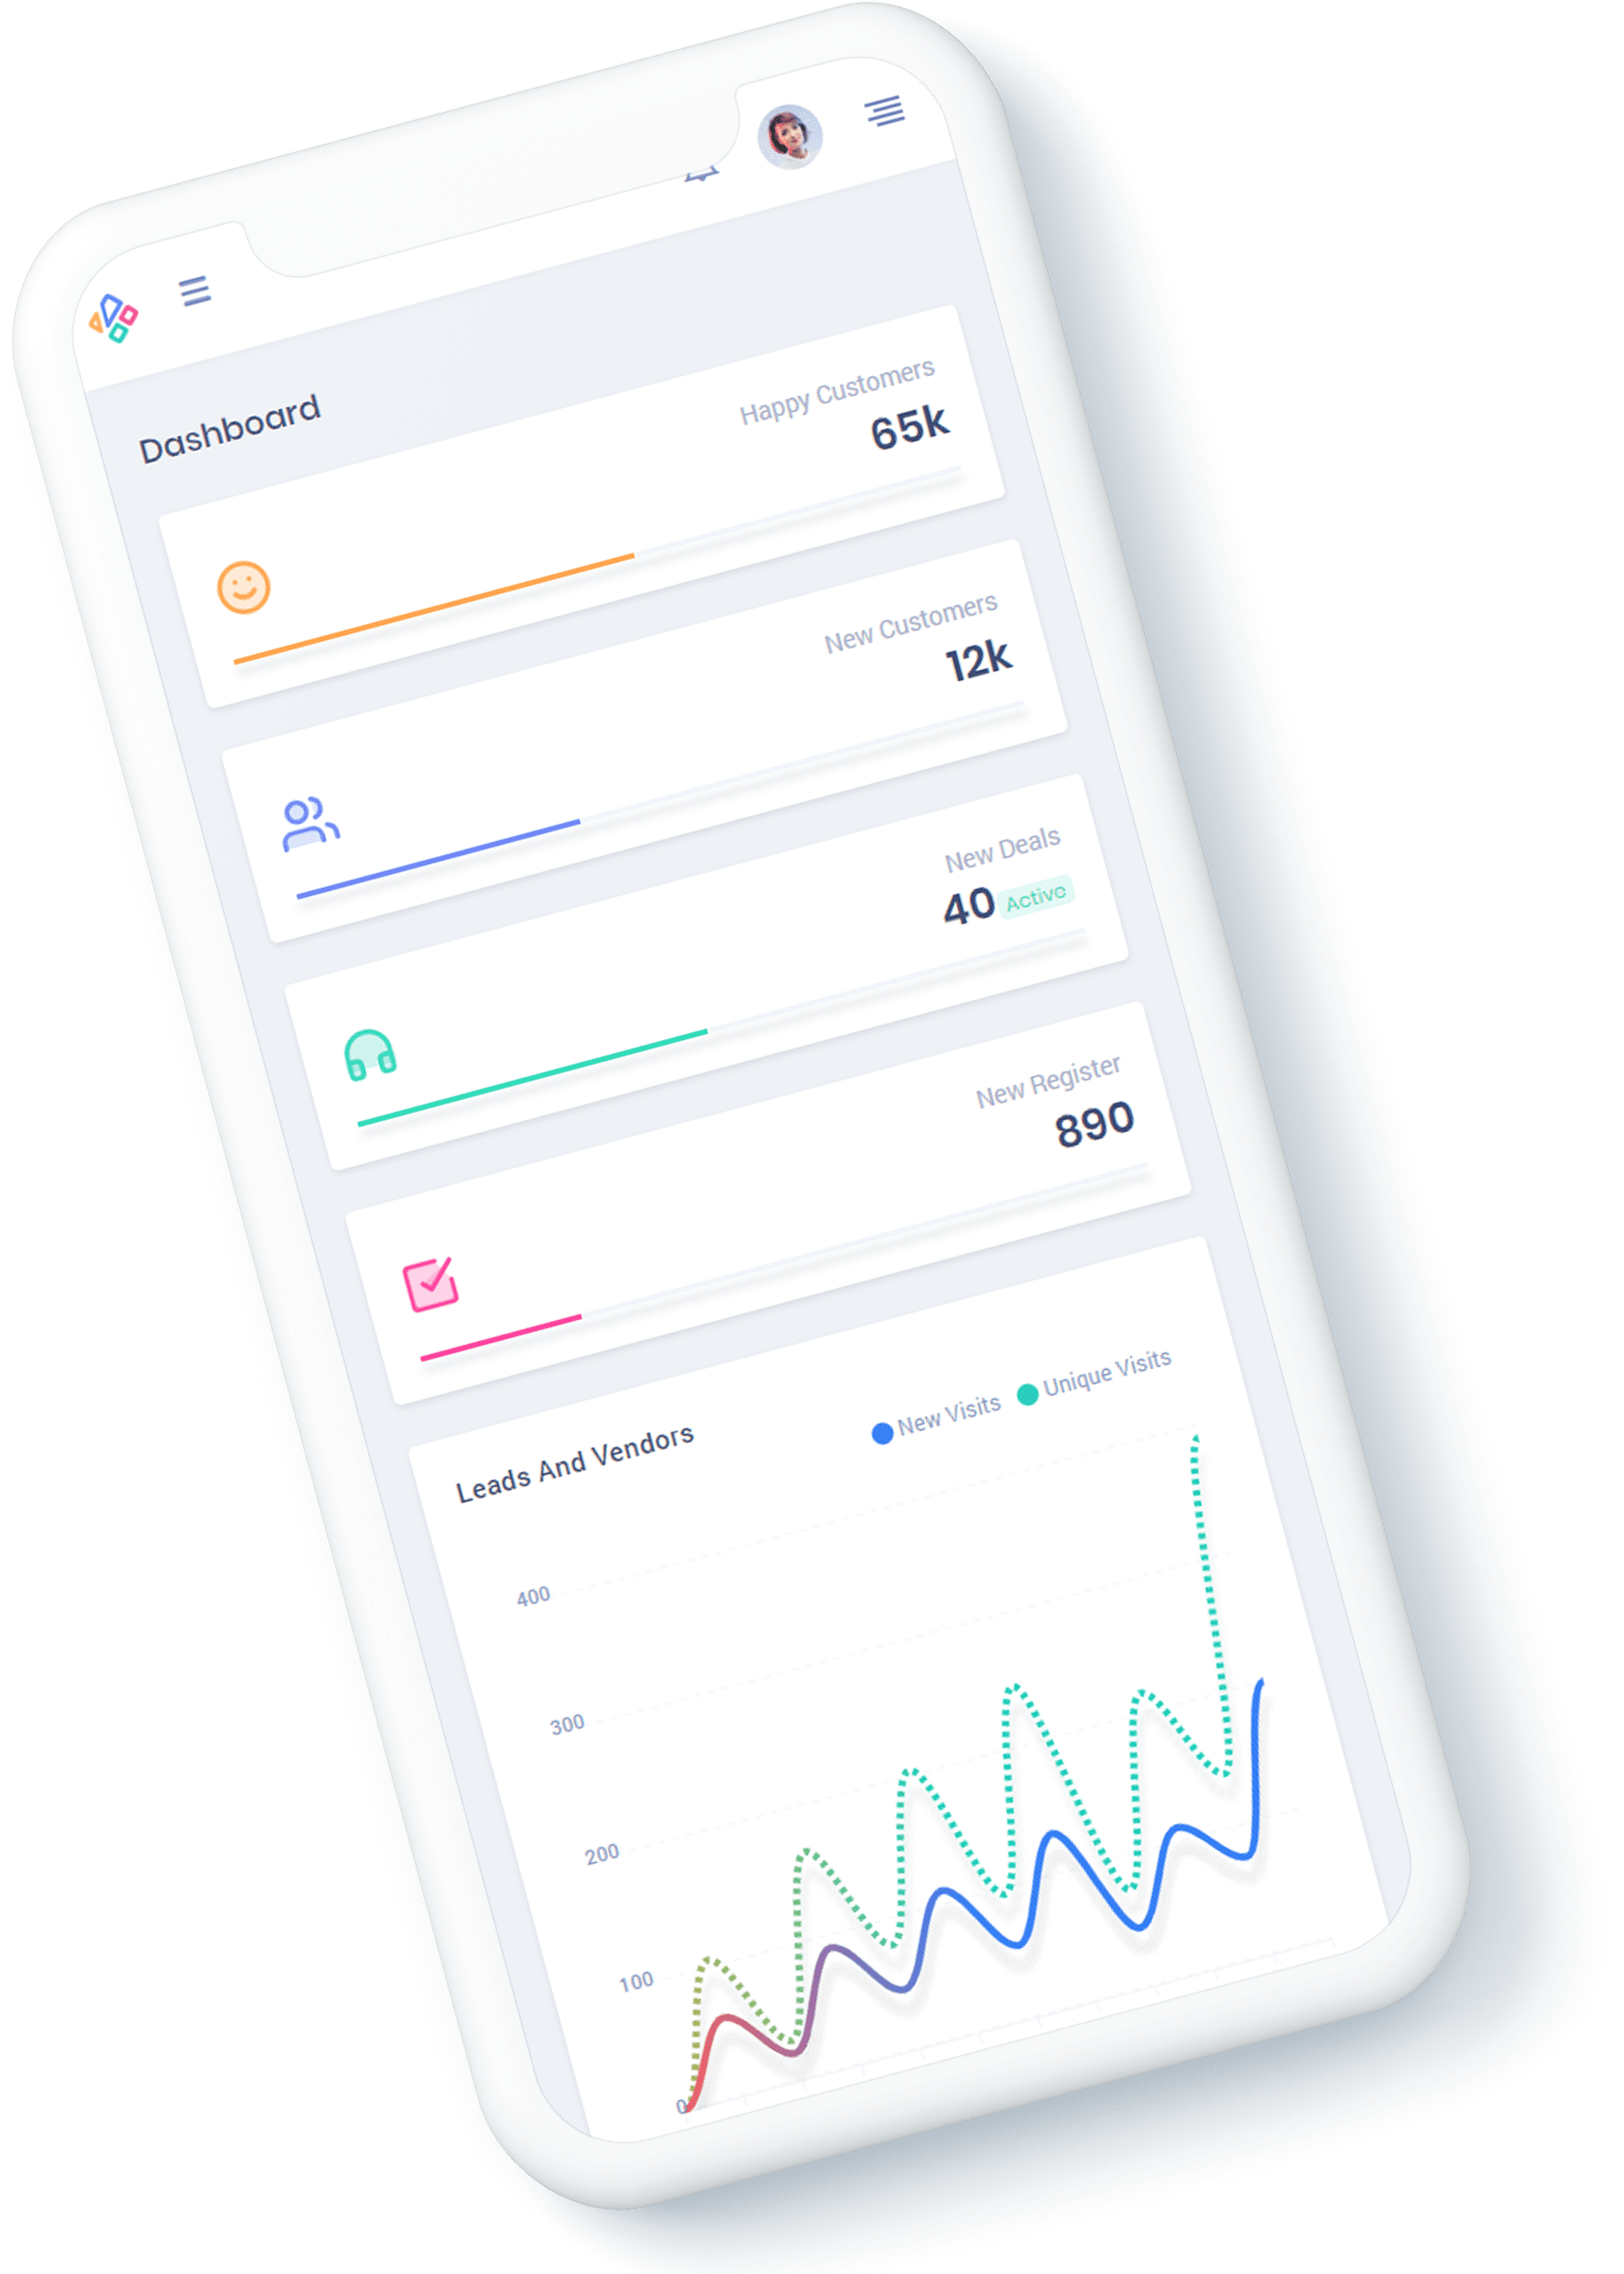 Dashboard
Happy Customers
65k
New Customers
12k
New Deals
40 Active
New Register
890
Leads And Vendors
New Visits
Unique Visits
400
300
200
100
0